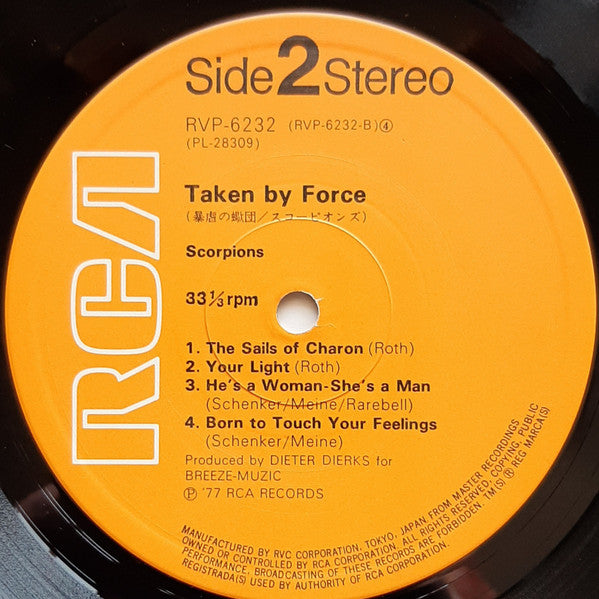 Side 2 Stereo
RVP-6232 (RVP-6232-B)④
(PL-28309)
RCA
Taken by Force
(暴虐の蠍団/スコーピオンズ)
Scorpions
33⅓ rpm
1. The Sails of Charon (Roth)
2. Your Light (Roth)
3. He's a Woman-She's a Man
(Schenker/Meine/Rarebell)
4. Born to Touch Your Feelings
(Schenker/Meine)
Produced by DIETER DIERKS for
BREEZE-MUZIC
Ⓟ '77 RCA RECORDS
MANUFACTURED BY RVC CORPORATION, TOKYO, JAPAN, FROM MASTER RECORDINGS
OWNED OR CONTROLLED BY RCA CORPORATION. ALL RIGHTS RESERVED, COPYING, PUBLIC
PERFORMANCE, BROADCASTING OF THESE RECORDS ARE FORBIDDEN. TM(S) ® REG MARCA(S)
REGISTRADA(S) USED BY AUTHORITY OF RCA CORPORATION.